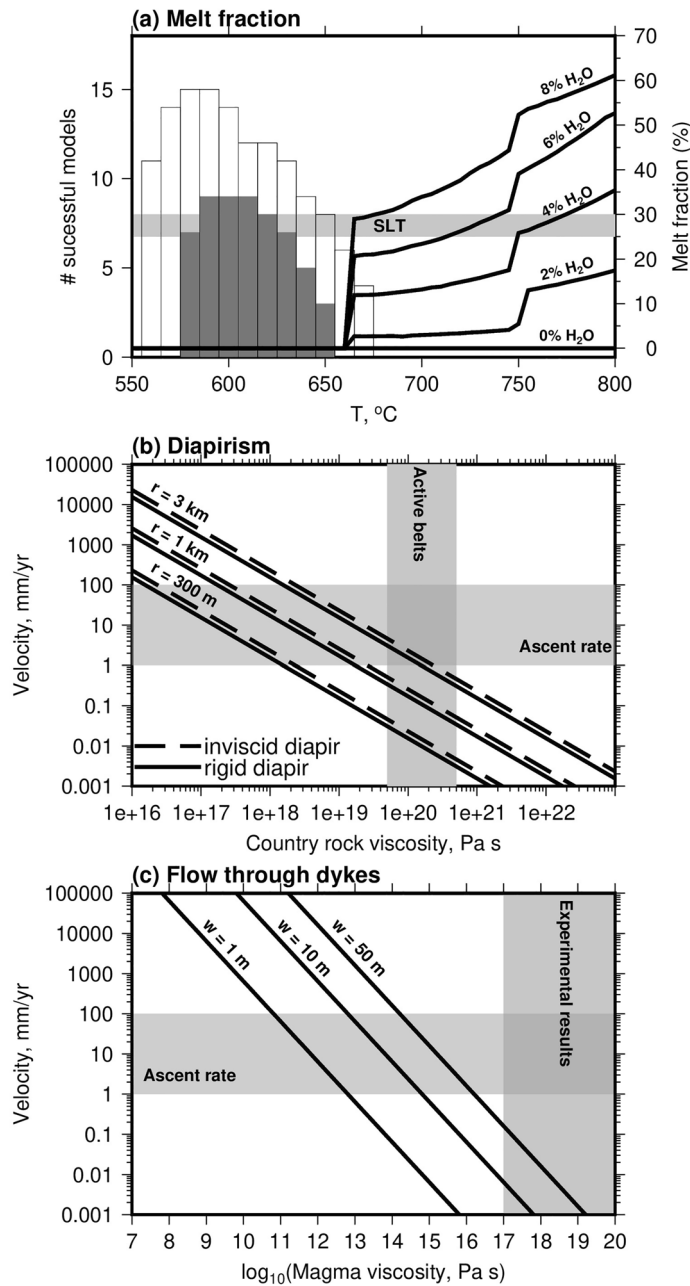 (a) Melt fraction
# sucessful models
15
10
5
0
8% H2O
6% H2O
4% H2O
2% H2O
0% H2O
SLT
70
60
50
40
30
20
10
0
Melt fraction (%)
550 600 650 700 750 800
T, ºC
(b) Diapirism
Velocity, mm/yr
100000
10000
1000
100
10
1
0.1
0.01
0.001
r = 3 km
r = 1 km
r = 300 m
Active belts
Ascent rate
inviscid diapir
rigid diapir
1e+16 1e+17 1e+18 1e+19 1e+20 1e+21 1e+22
Country rock viscosity, Pa s
(c) Flow through dykes
Velocity, mm/yr
100000
10000
1000
100
10
1
0.1
0.01
0.001
w = 1 m
w = 10 m
w = 50 m
Experimental results
Ascent rate
7 8 9 10 11 12 13 14 15 16 17 18 19 20
log10(Magma viscosity, Pa s)